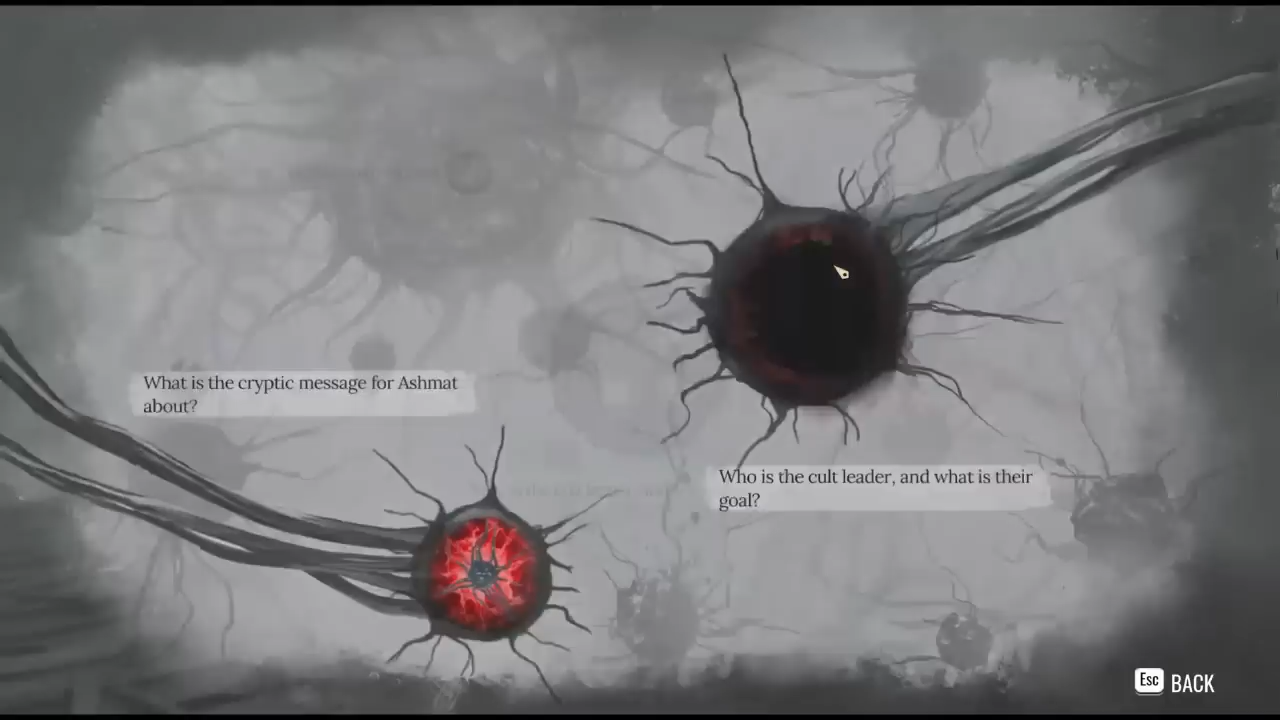 What is the cryptic message for Ashmat
about?
Who is the cult leader, and what is their
goal?
Esc BACK